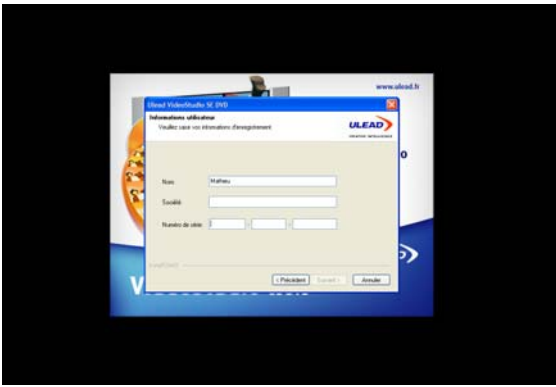 www.ulead.fr
Ulead VideoStudio SE DVD
Informations utilisateur
Veuillez saisir vos informations d'enregistrement.
ULEAD
Nom:
Mathieu
Société:
Numéro de série:
InstallShield
< Précédent
Suivant >
Annuler